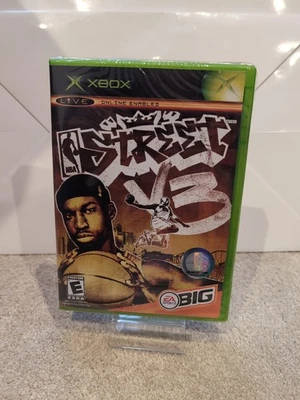 XBOX
LIVE ONLINE ENABLED
NBA STREET
V3
E
EA BIG